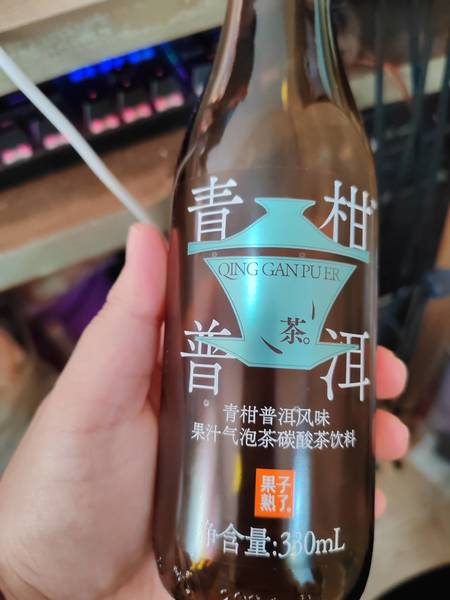 青柑
QING GAN PU ER
茶。
普洱
青柑普洱风味
果汁气泡茶碳酸茶饮料
果子
熟了。
净含量:330mL